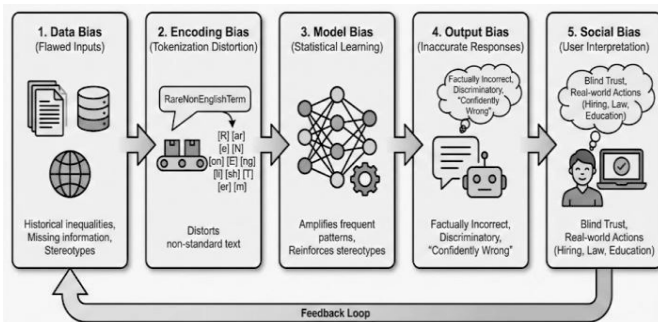 1. Data Bias
(Flawed Inputs)
Historical inequalities,
Missing information,
Stereotypes
2. Encoding Bias
(Tokenization Distortion)
RareNonEnglishTerm
[R] [ar]
[e] [N]
[on] [E] [ng]
[li] [sh] [T]
[er] [m]
Distorts
non-standard text
3. Model Bias
(Statistical Learning)
Amplifies frequent
patterns,
Reinforces stereotypes
4. Output Bias
(Inaccurate Responses)
Factually Incorrect,
Discriminatory,
"Confidently
Wrong"
Factually Incorrect,
Discriminatory,
"Confidently Wrong"
5. Social Bias
(User Interpretation)
Blind Trust,
Real-world Actions
(Hiring, Law,
Education)
Blind Trust,
Real-world Actions
(Hiring, Law, Education)
Feedback Loop